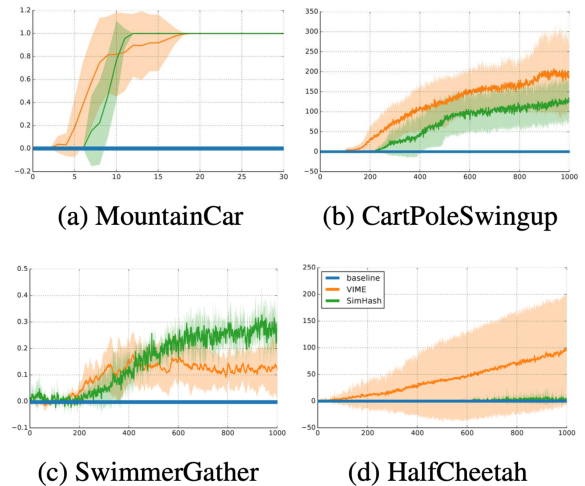 1.2
1.0
0.8
0.6
0.4
0.2
0.0
−0.2
0 5 10 15 20 25 30
(a) MountainCar
350
300
250
200
150
100
50
0
−50
0 200 400 600 800 1000
(b) CartPoleSwingup
0.5
0.4
0.3
0.2
0.1
0.0
−0.1
200 400 600 800 1000
(c) SwimmerGather
200
150
100
50
0
−50
0 200 400 600 800 1000
baseline
VIME
SimHash
(d) HalfCheetah